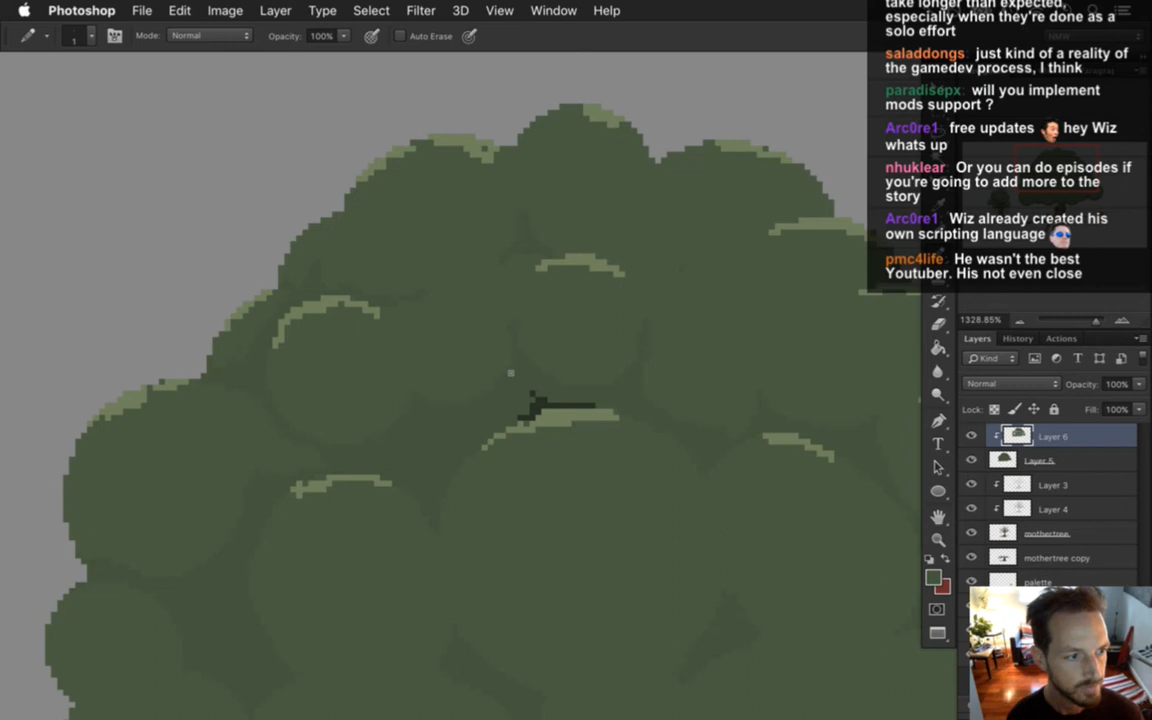 Photoshop File Edit Image Layer Type Select Filter 3D View Window Help
1 Mode: Normal Opacity: 100% Auto Erase
take longer than expected,
especially when they're done as a
solo effort
saladdongs just kind of a reality of
the gamedev process, I think
paradisepx: will you implement
mods support ?
Arc0re1 free updates hey Wiz
whats up
nhuklear: Or you can do episodes if
you're going to add more to the
story
Arc0re1: Wiz already created his
own scripting language
pmc4life: He wasn't the best
Youtuber. His not even close
1328.85%
Layers History Actions
Kind
Normal Opacity: 100%
Lock: Fill: 100%
Layer 6
Layer 5
Layer 3
Layer 4
mothertree
mothertree copy
palette